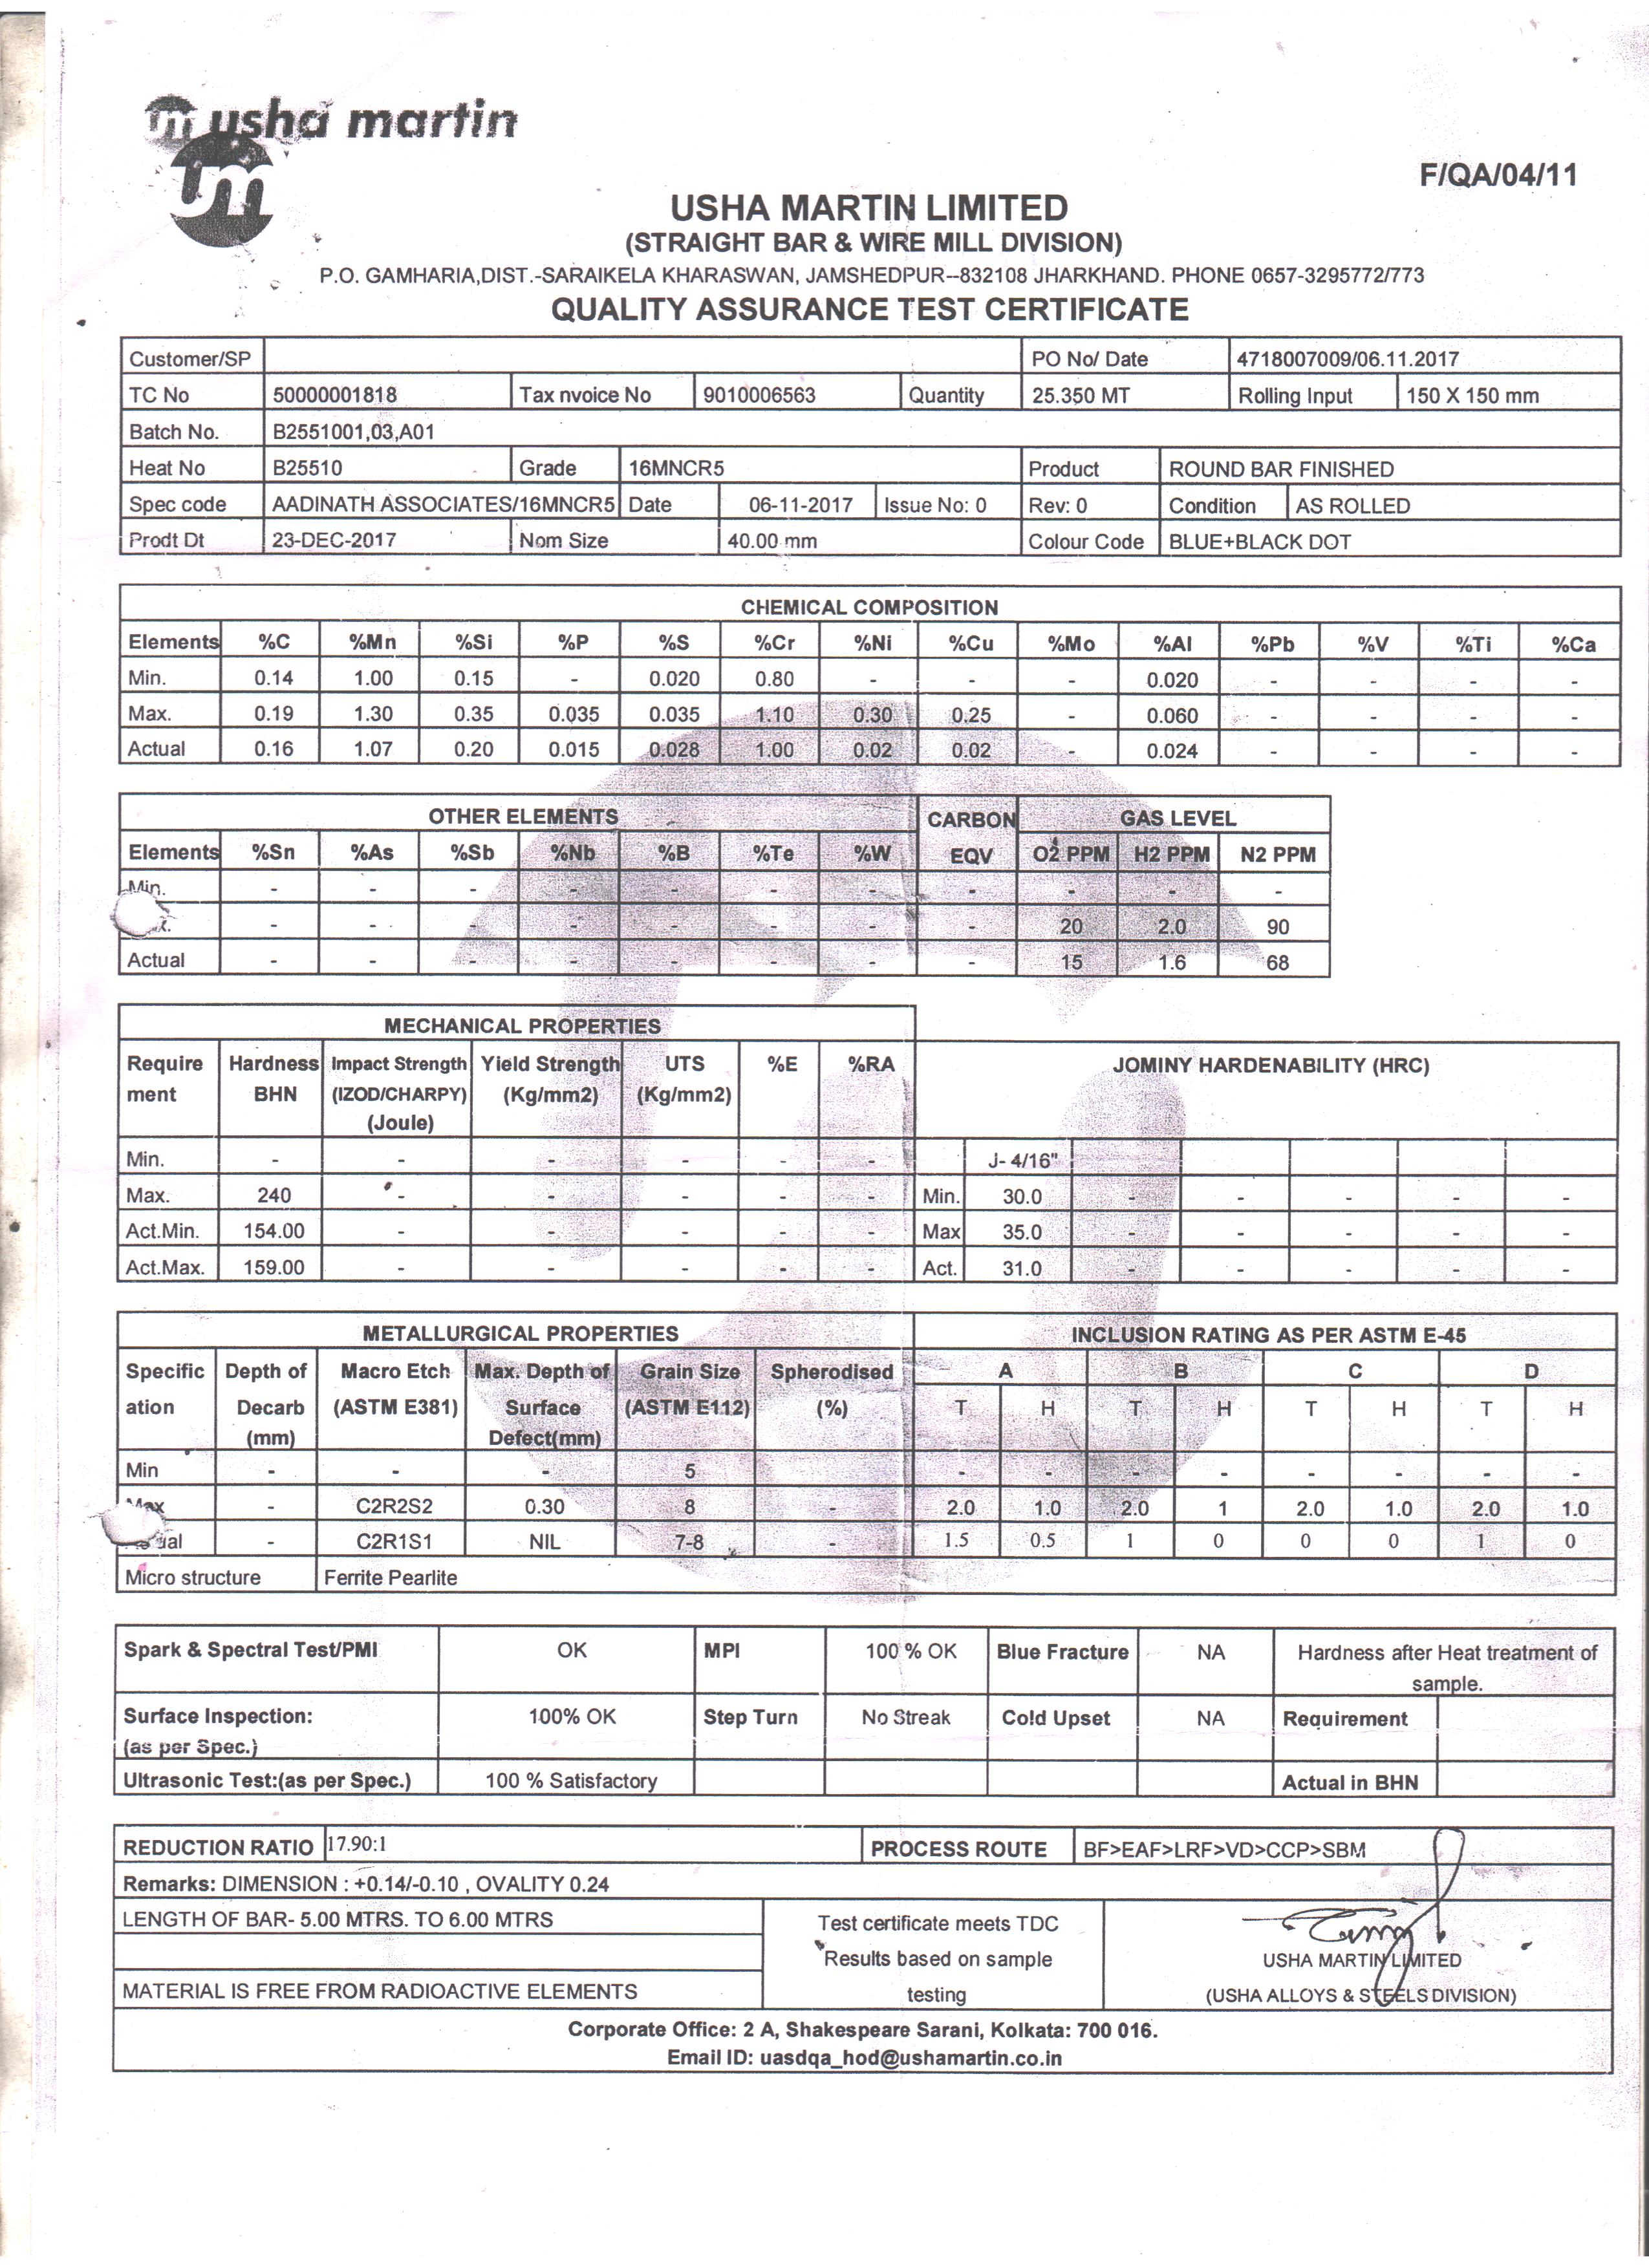 usha martin
um
F/QA/04/11
USHA MARTIN LIMITED
(STRAIGHT BAR & WIRE MILL DIVISION)
P.O. GAMHARIA,DIST.-SARAIKELA KHARASWAN, JAMSHEDPUR--832108 JHARKHAND. PHONE 0657-3295772/773
QUALITY ASSURANCE TEST CERTIFICATE
Customer/SP PO No/ Date 4718007009/06.11.2017
TC No 50000001818 Tax nvoice No 9010006563 Quantity 25.350 MT Rolling Input 150 X 150 mm
Batch No. B2551001,03,A01
Heat No B25510 Grade 16MNCR5 Product ROUND BAR FINISHED
Spec code AADINATH ASSOCIATES/16MNCR5 Date 06-11-2017 Issue No: 0 Rev: 0 Condition AS ROLLED
Prodt Dt 23-DEC-2017 Nom Size 40.00 mm Colour Code BLUE+BLACK DOT
CHEMICAL COMPOSITION
Elements %C %Mn %Si %P %S %Cr %Ni %Cu %Mo %Al %Pb %V %Ti %Ca
Min. 0.14 1.00 0.15 - 0.020 0.80 - - - 0.020 - - - -
Max. 0.19 1.30 0.35 0.035 0.035 1.10 0.30 0.25 - 0.060 - - - -
Actual 0.16 1.07 0.20 0.015 0.028 1.00 0.02 0.02 - 0.024 - - - -
OTHER ELEMENTS CARBON GAS LEVEL
Elements %Sn %As %Sb %Nb %B %Te %W EQV O2 PPM H2 PPM N2 PPM
Min. - - - - - - - - - - -
- - - - - - - - 20 2.0 90
Actual - - - - - - - - 15 1.6 68
MECHANICAL PROPERTIES
Require Hardness Impact Strength Yield Strength UTS %E %RA JOMINY HARDENABILITY (HRC)
ment BHN (IZOD/CHARPY) (Kg/mm2) (Kg/mm2)
(Joule)
Min. - - - - - - J- 4/16"
Max. 240 - - - - - Min. 30.0 - - - - -
Act.Min. 154.00 - - - - - Max 35.0 - - - - -
Act.Max. 159.00 - - - - - Act. 31.0 - - - - -
METALLURGICAL PROPERTIES INCLUSION RATING AS PER ASTM E-45
Specific Depth of Macro Etch Max. Depth of Grain Size Spherodised A B C D
ation Decarb (ASTM E381) Surface (ASTM E112) (%) T H T H T H T H
(mm) Defect(mm)
Min - - - 5 - - - - - - - -
Max - C2R2S2 0.30 8 - 2.0 1.0 2.0 1 2.0 1.0 2.0 1.0
- C2R1S1 NIL 7-8 - 1.5 0.5 1 0 0 0 1 0
Micro structure Ferrite Pearlite
Spark & Spectral Test/PMI OK MPI 100 % OK Blue Fracture NA Hardness after Heat treatment of
sample.
Surface Inspection: 100% OK Step Turn No Streak Cold Upset NA Requirement
(as per Spec.)
Ultrasonic Test:(as per Spec.) 100 % Satisfactory Actual in BHN
REDUCTION RATIO 17.90:1 PROCESS ROUTE BF>EAF>LRF>VD>CCP>SBM
Remarks: DIMENSION : +0.14/-0.10 , OVALITY 0.24
LENGTH OF BAR- 5.00 MTRS. TO 6.00 MTRS Test certificate meets TDC
Results based on sample USHA MARTIN LIMITED
MATERIAL IS FREE FROM RADIOACTIVE ELEMENTS testing (USHA ALLOYS & STEELS DIVISION)
Corporate Office: 2 A, Shakespeare Sarani, Kolkata: 700 016.
Email ID: uasdqa_hod@ushamartin.co.in